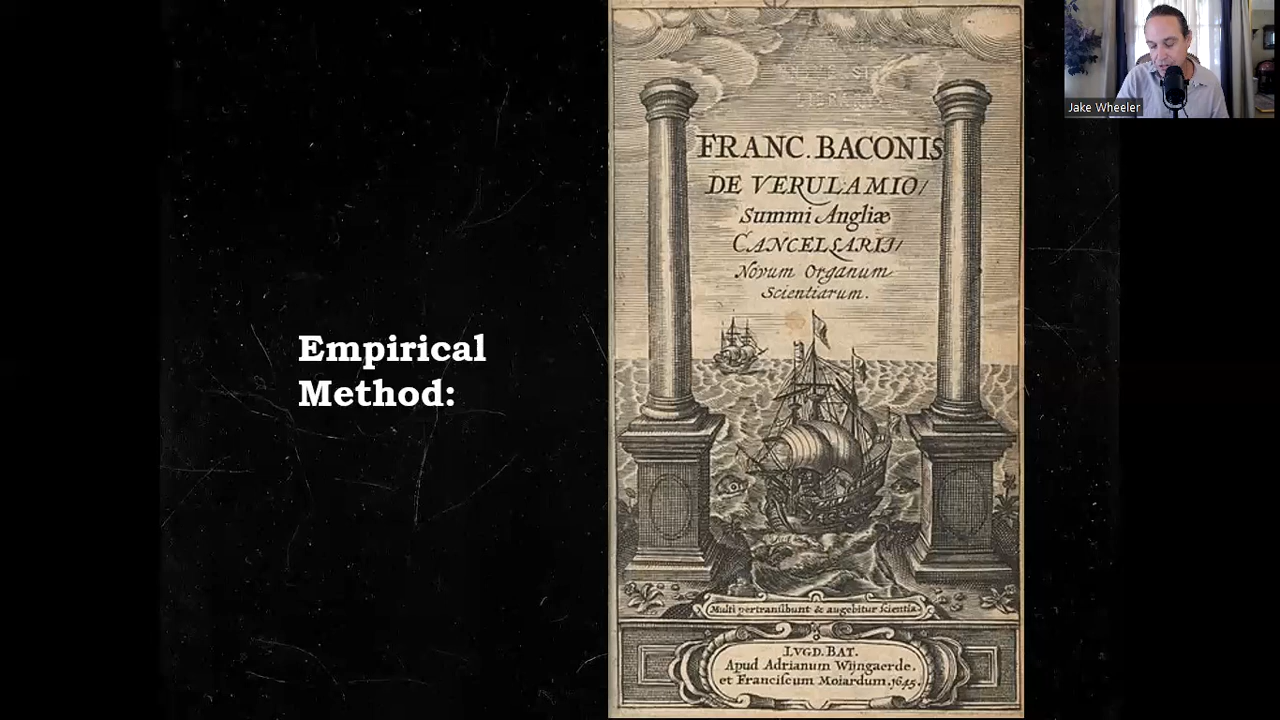 Empirical
Method:
FRANC. BACONIS
DE VERULAMIO/
Summi Angliæ
CANCELSARII/
Novum Organum
Scientiarum.
Multi pertransibunt & augebitur scientia.
LVGD. BAT.
Apud Adrianum Wijngaerde,
et Franciscum Moiardum. 1645.
Jake Wheeler